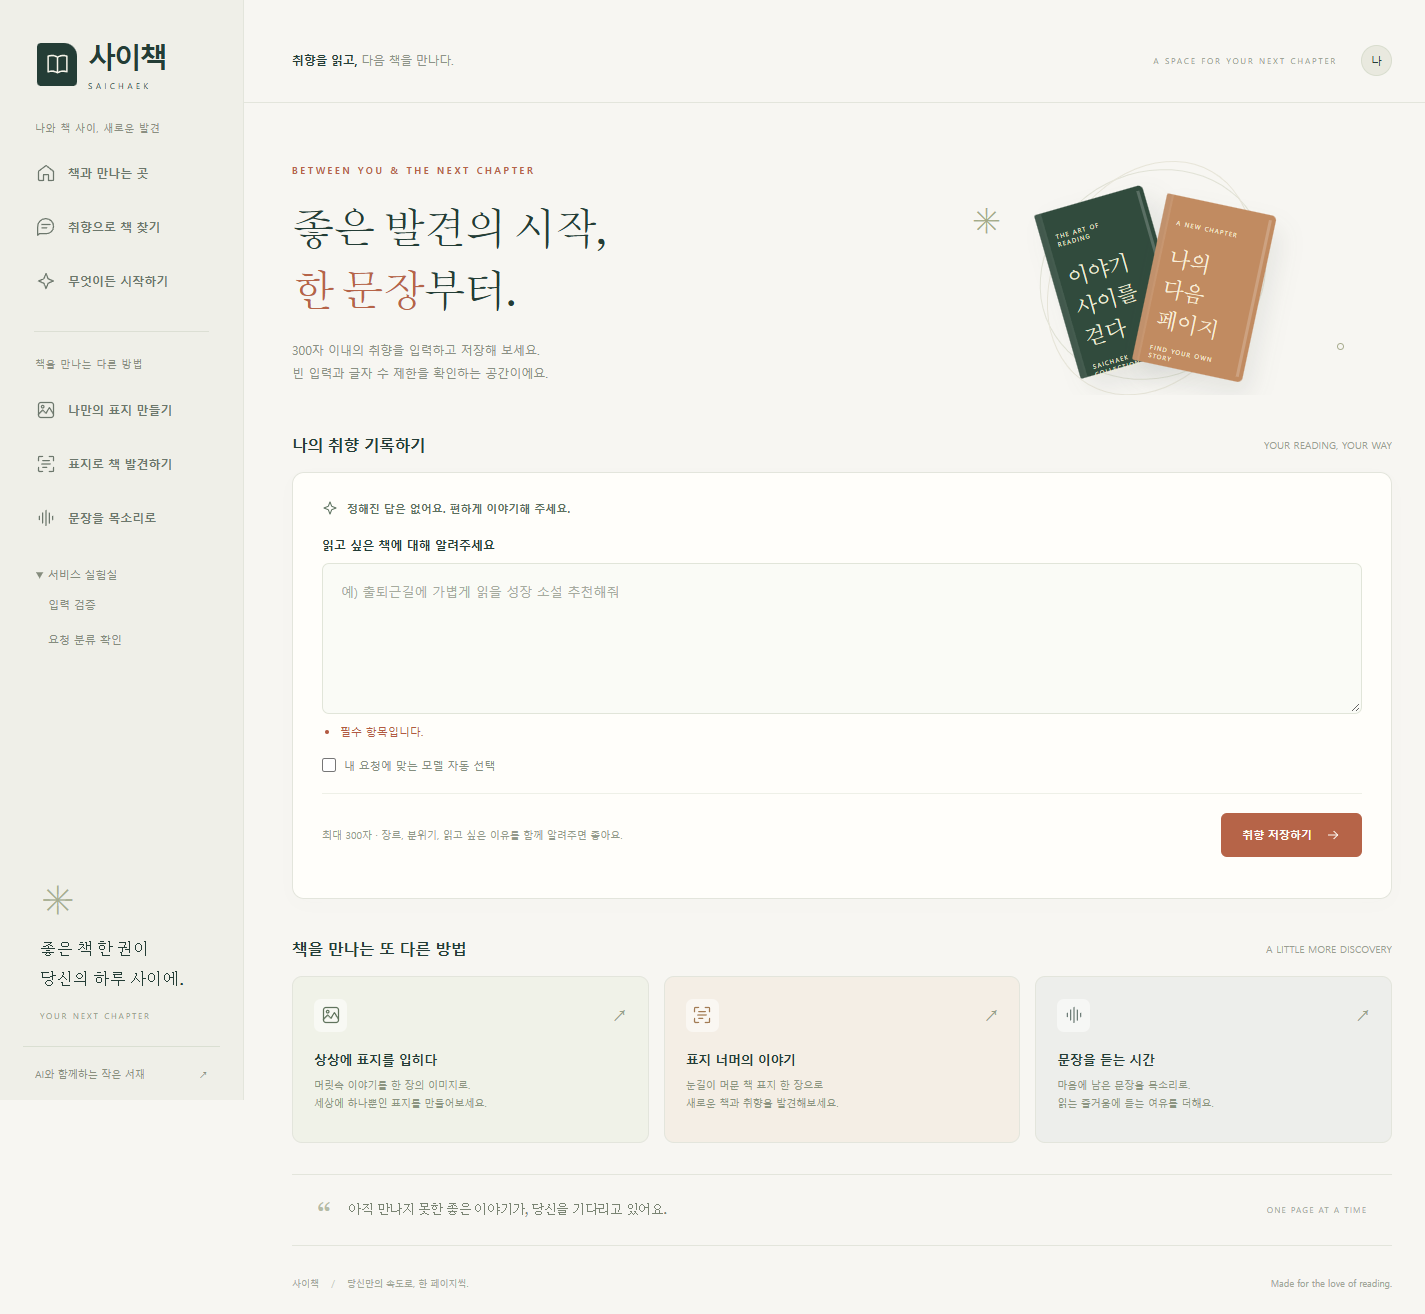 사이책
SAICHAEK
나와 책 사이, 새로운 발견
책과 만나는 곳
취향으로 책 찾기
무엇이든 시작하기
책을 만나는 다른 방법
나만의 표지 만들기
표지로 책 발견하기
문장을 목소리로
▼ 서비스 실험실
입력 검증
요청 분류 확인
좋은 책 한 권이
당신의 하루 사이에.
YOUR NEXT CHAPTER
AI와 함께하는 작은 서재 ↗
취향을 읽고, 다음 책을 만나다.
A SPACE FOR YOUR NEXT CHAPTER
나
BETWEEN YOU & THE NEXT CHAPTER
좋은 발견의 시작,
한 문장부터.
300자 이내의 취향을 입력하고 저장해 보세요.
빈 입력과 글자 수 제한을 확인하는 공간이에요.
THE ART OF
READING
이야기
사이를
걷다
SAICHAEK
COLLECTION
A NEW CHAPTER
나의
다음
페이지
FIND YOUR OWN
STORY
나의 취향 기록하기
YOUR READING, YOUR WAY
정해진 답은 없어요. 편하게 이야기해 주세요.
읽고 싶은 책에 대해 알려주세요
예) 출퇴근길에 가볍게 읽을 성장 소설 추천해줘
• 필수 항목입니다.
내 요청에 맞는 모델 자동 선택
최대 300자 · 장르, 분위기, 읽고 싶은 이유를 함께 알려주면 좋아요.
취향 저장하기 →
책을 만나는 또 다른 방법
A LITTLE MORE DISCOVERY
↗
상상에 표지를 입히다
머릿속 이야기를 한 장의 이미지로.
세상에 하나뿐인 표지를 만들어보세요.
↗
표지 너머의 이야기
눈길이 머문 책 표지 한 장으로
새로운 책과 취향을 발견해보세요.
↗
문장을 듣는 시간
마음에 남은 문장을 목소리로.
읽는 즐거움에 듣는 여유를 더해요.
“ 아직 만나지 못한 좋은 이야기가, 당신을 기다리고 있어요.
ONE PAGE AT A TIME
사이책 / 당신만의 속도로, 한 페이지씩.
Made for the love of reading.